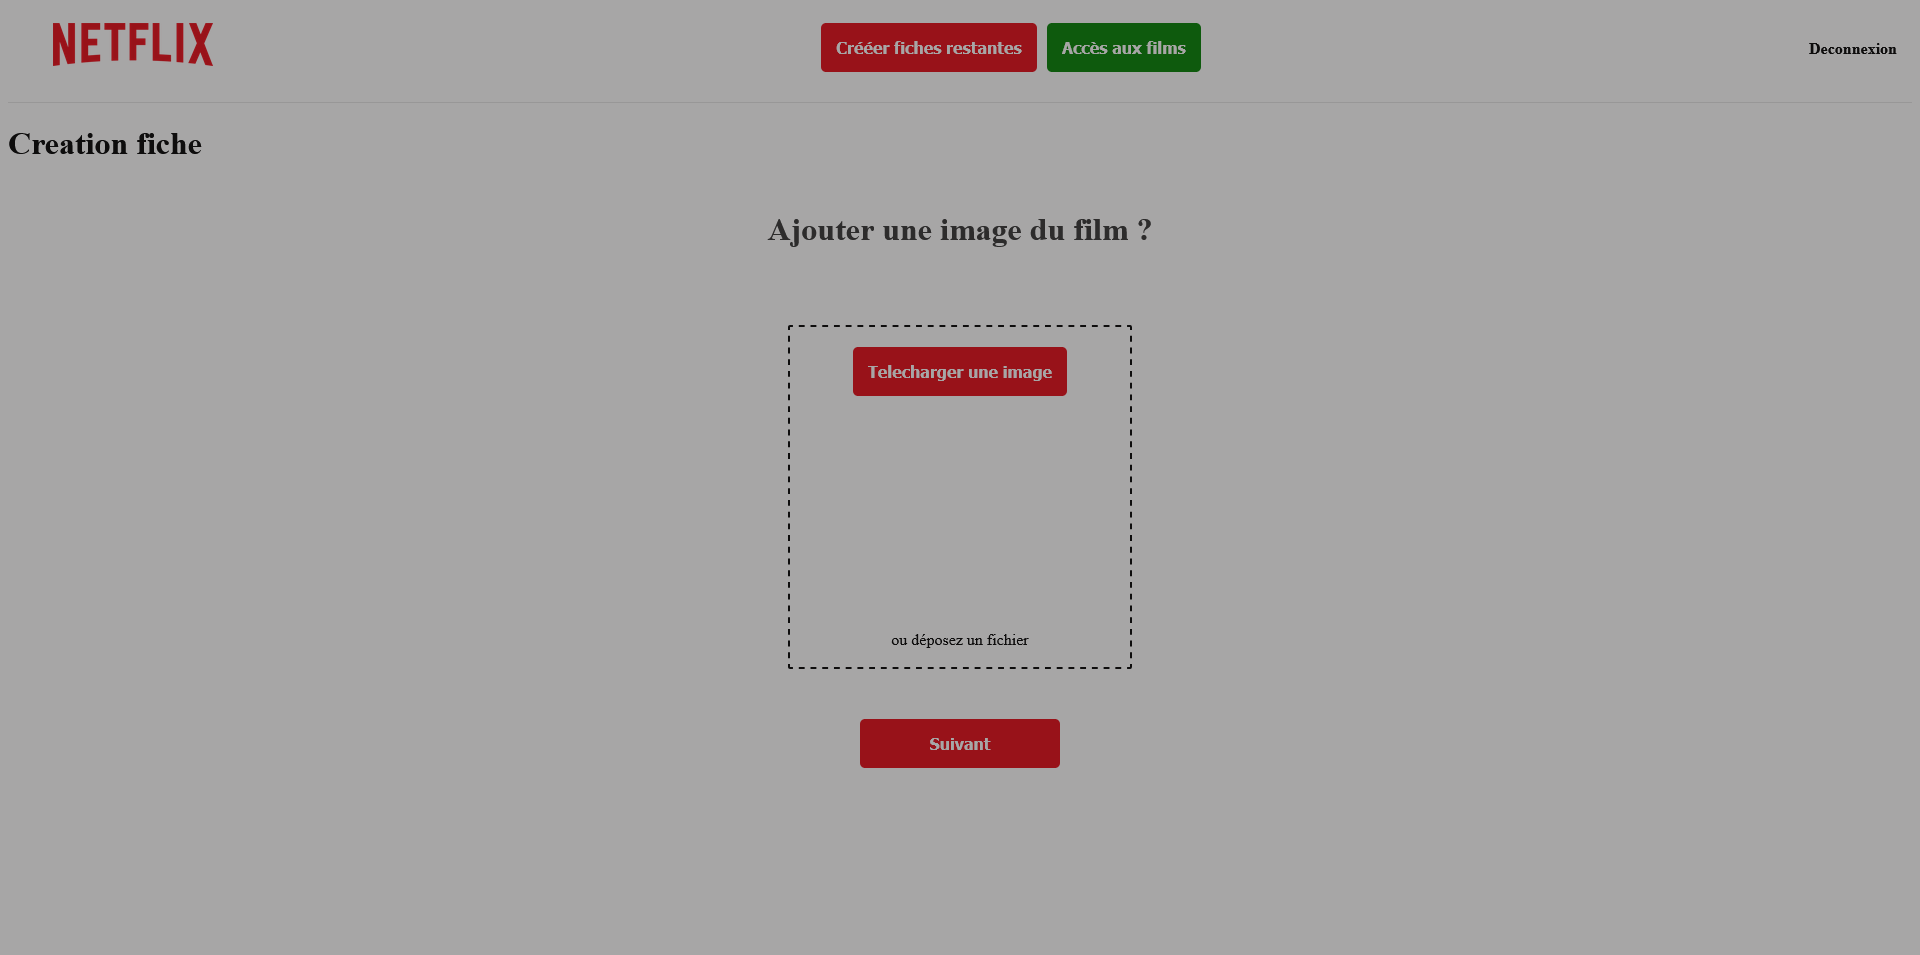 NETFLIX
Crééer fiches restantes
Accès aux films
Deconnexion
Creation fiche
Ajouter une image du film ?
Telecharger une image
ou déposez un fichier
Suivant